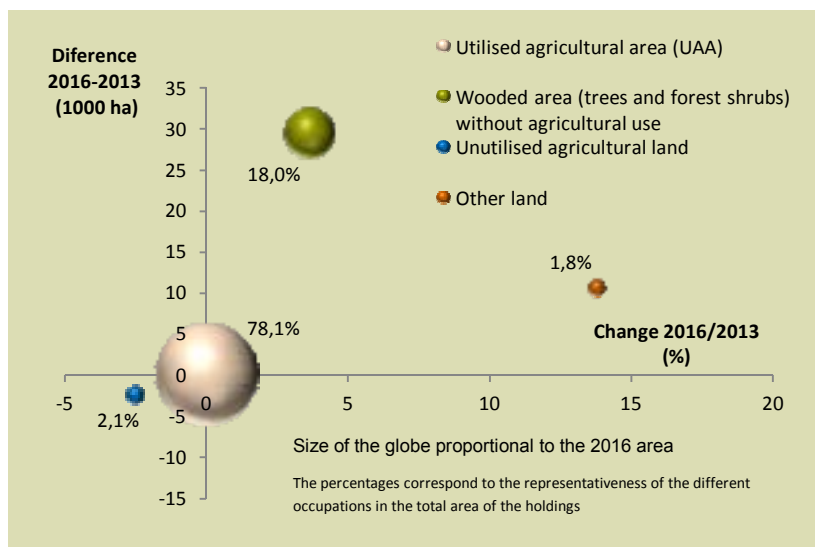 Diference
2016-2013
(1000 ha)
Utilised agricultural area (UAA)
Wooded area (trees and forest shrubs)
without agricultural use
Unutilised agricultural land
Other land
35
30
25
20
15
10
5
0
-5
-10
-15
18,0%
1,8%
78,1%
2,1%
Change 2016/2013
(%)
-5
0
5
10
15
20
Size of the globe proportional to the 2016 area
The percentages correspond to the representativeness of the different
occupations in the total area of the holdings